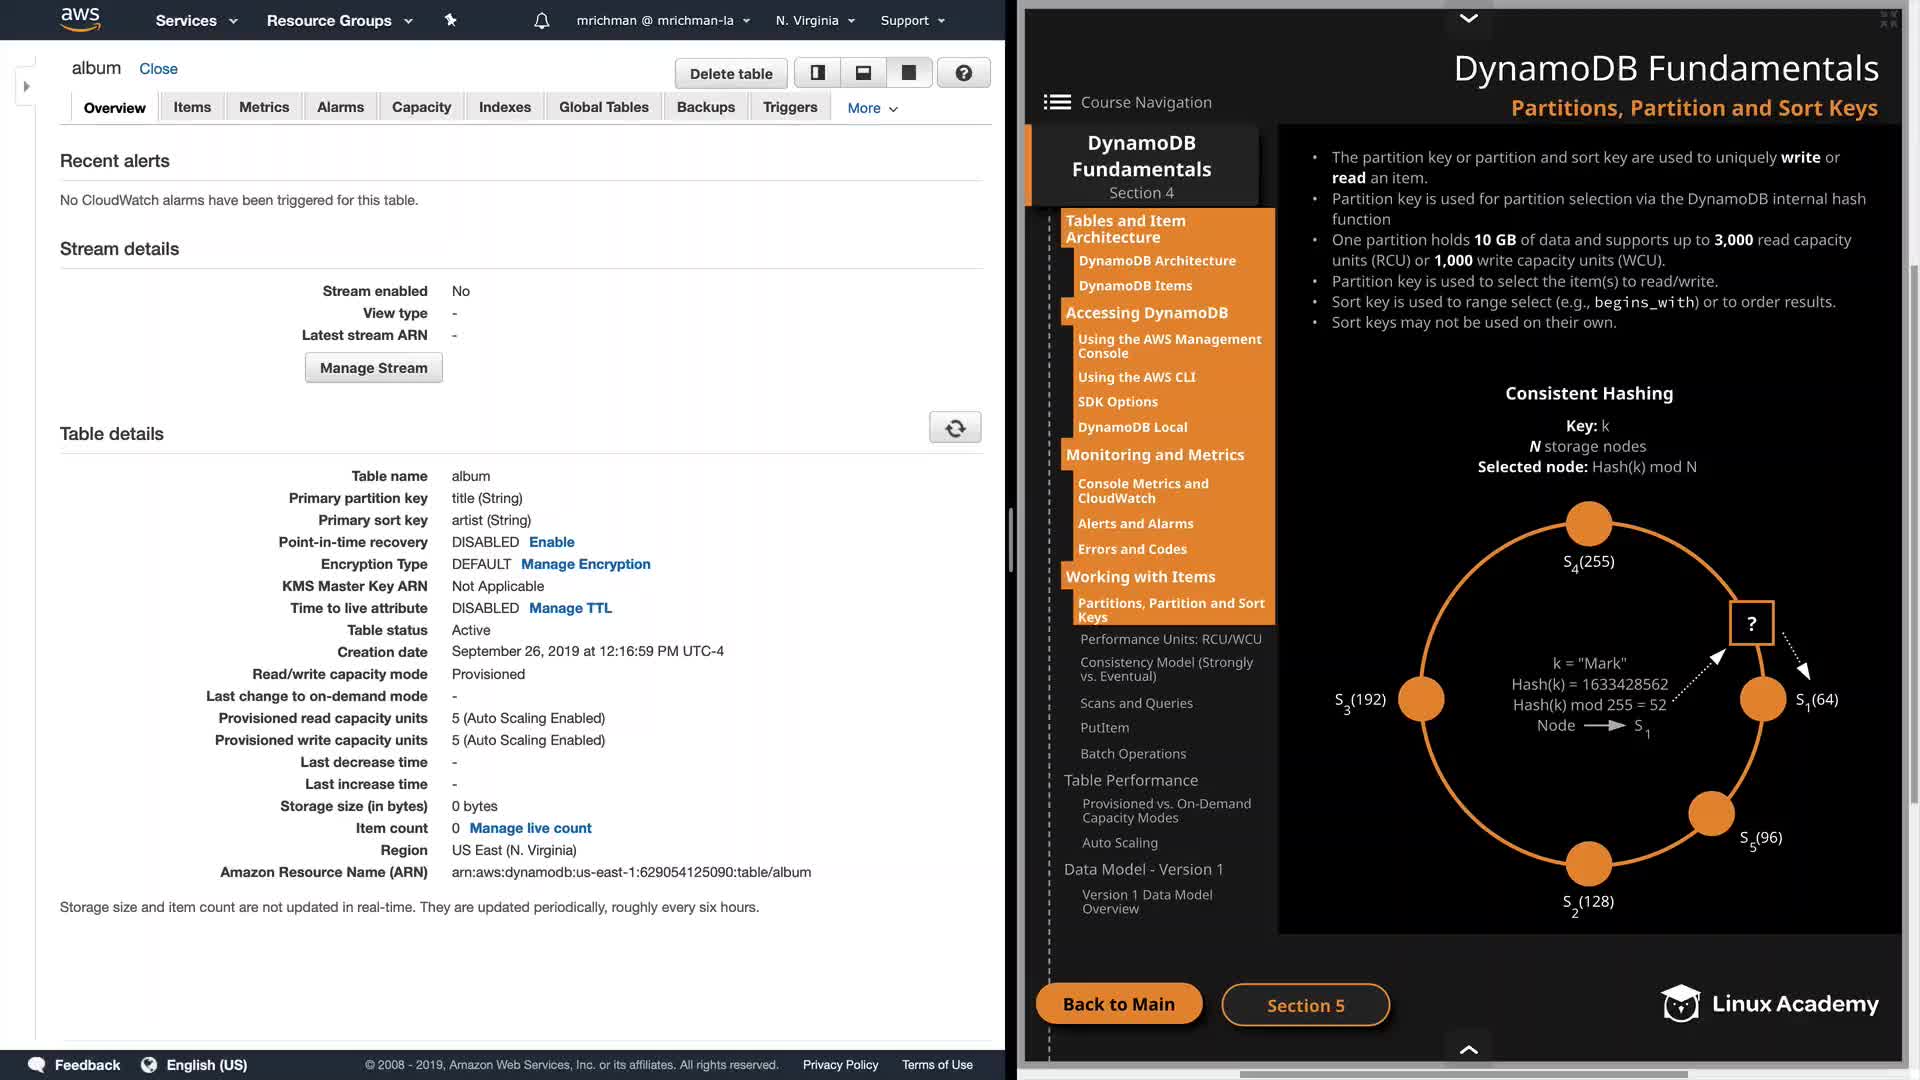 aws
Services
Resource Groups
mrichman @ mrichman-la
N. Virginia
Support
album
Close
Delete table
?
Overview
Items
Metrics
Alarms
Capacity
Indexes
Global Tables
Backups
Triggers
More
Recent alerts
No CloudWatch alarms have been triggered for this table.
Stream details
Stream enabled No
View type -
Latest stream ARN -
Manage Stream
Table details
Table name album
Primary partition key title (String)
Primary sort key artist (String)
Point-in-time recovery DISABLED Enable
Encryption Type DEFAULT Manage Encryption
KMS Master Key ARN Not Applicable
Time to live attribute DISABLED Manage TTL
Table status Active
Creation date September 26, 2019 at 12:16:59 PM UTC-4
Read/write capacity mode Provisioned
Last change to on-demand mode -
Provisioned read capacity units 5 (Auto Scaling Enabled)
Provisioned write capacity units 5 (Auto Scaling Enabled)
Last decrease time -
Last increase time -
Storage size (in bytes) 0 bytes
Item count 0 Manage live count
Region US East (N. Virginia)
Amazon Resource Name (ARN) arn:aws:dynamodb:us-east-1:629054125090:table/album
Storage size and item count are not updated in real-time. They are updated periodically, roughly every six hours.
Feedback
English (US)
© 2008 - 2019, Amazon Web Services, Inc. or its affiliates. All rights reserved.
Privacy Policy
Terms of Use
DynamoDB Fundamentals
Partitions, Partition and Sort Keys
Course Navigation
DynamoDB
Fundamentals
Section 4
Tables and Item
Architecture
DynamoDB Architecture
DynamoDB Items
Accessing DynamoDB
Using the AWS Management
Console
Using the AWS CLI
SDK Options
DynamoDB Local
Monitoring and Metrics
Console Metrics and
CloudWatch
Alerts and Alarms
Errors and Codes
Working with Items
Partitions, Partition and Sort
Keys
Performance Units: RCU/WCU
Consistency Model (Strongly
vs. Eventual)
Scans and Queries
PutItem
Batch Operations
Table Performance
Provisioned vs. On-Demand
Capacity Modes
Auto Scaling
Data Model - Version 1
Version 1 Data Model
Overview
• The partition key or partition and sort key are used to uniquely write or
read an item.
• Partition key is used for partition selection via the DynamoDB internal hash
function
• One partition holds 10 GB of data and supports up to 3,000 read capacity
units (RCU) or 1,000 write capacity units (WCU).
• Partition key is used to select the item(s) to read/write.
• Sort key is used to range select (e.g., begins_with) or to order results.
• Sort keys may not be used on their own.
Consistent Hashing
Key: k
N storage nodes
Selected node: Hash(k) mod N
S4(255)
?
k = "Mark"
Hash(k) = 1633428562
Hash(k) mod 255 = 52
Node → S1
S3(192)
S1(64)
S5(96)
S2(128)
Back to Main
Section 5
Linux Academy